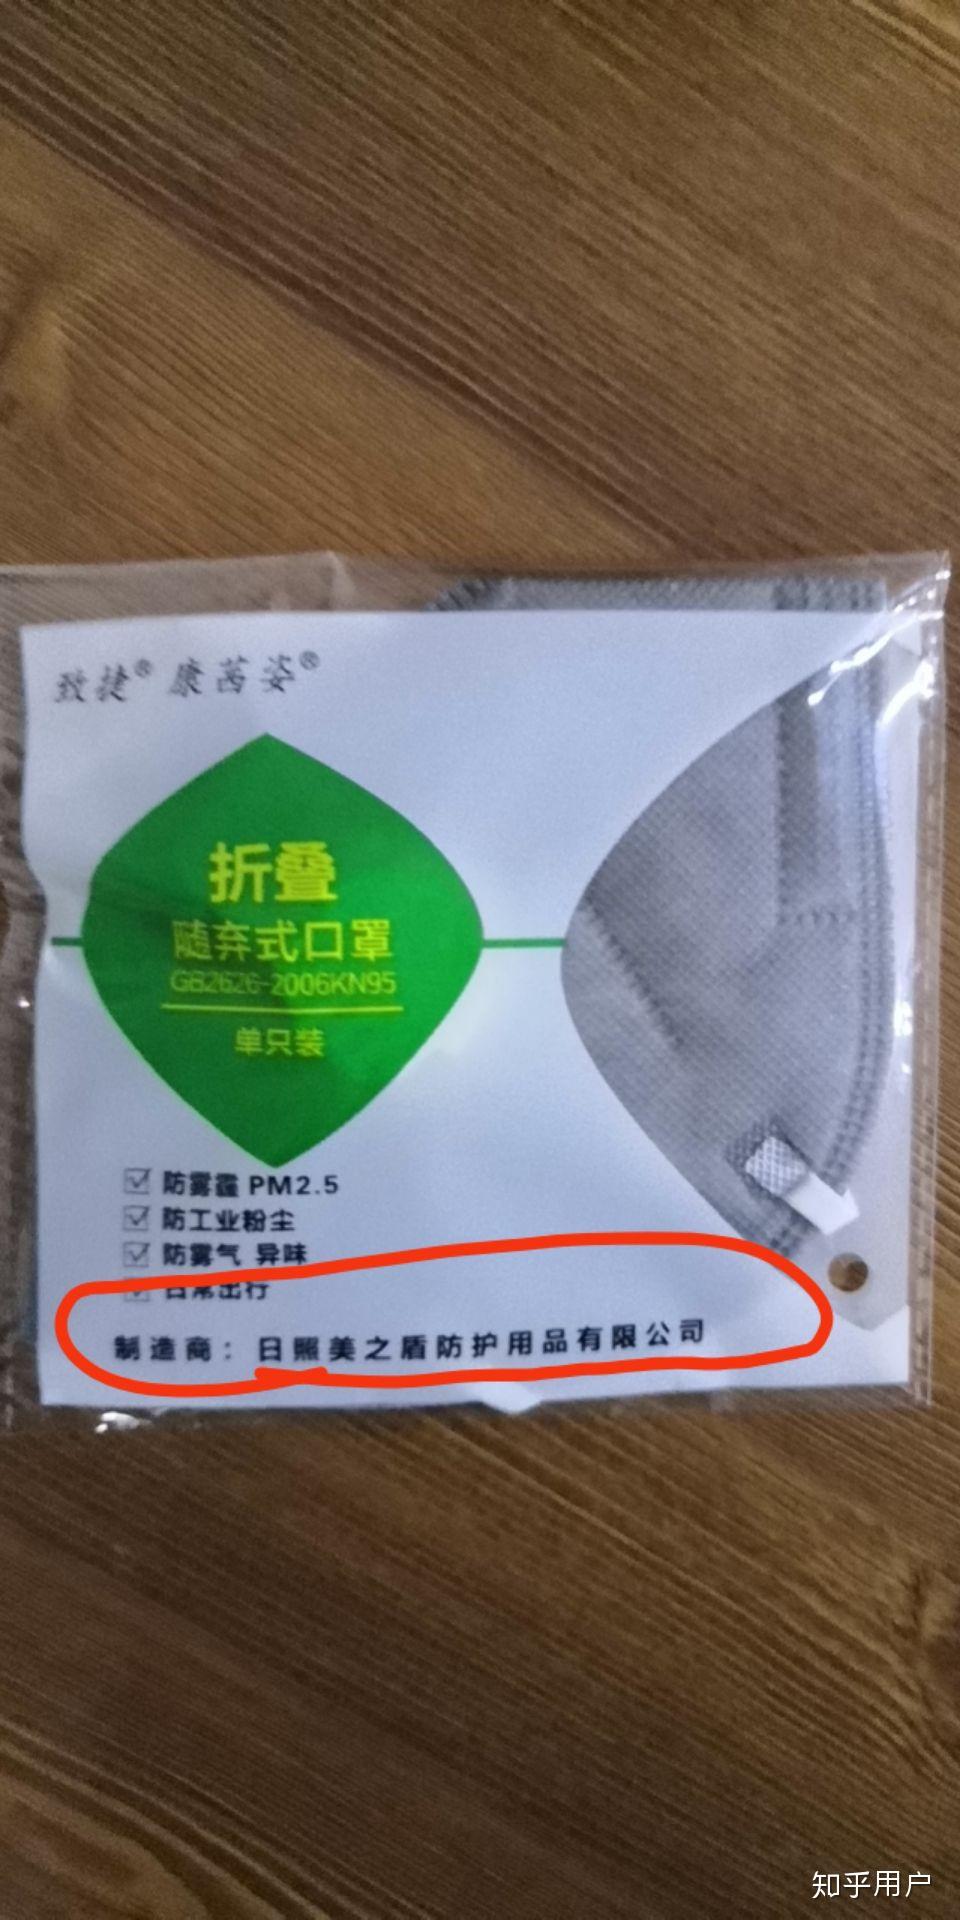 致捷® 康茜姿®
折叠
随弃式口罩
GB2626-2006KN95
单只装
防雾霾 PM2.5
防工业粉尘
防雾气 异味
日常出行
制造商：日照美之盾防护用品有限公司
知乎用户